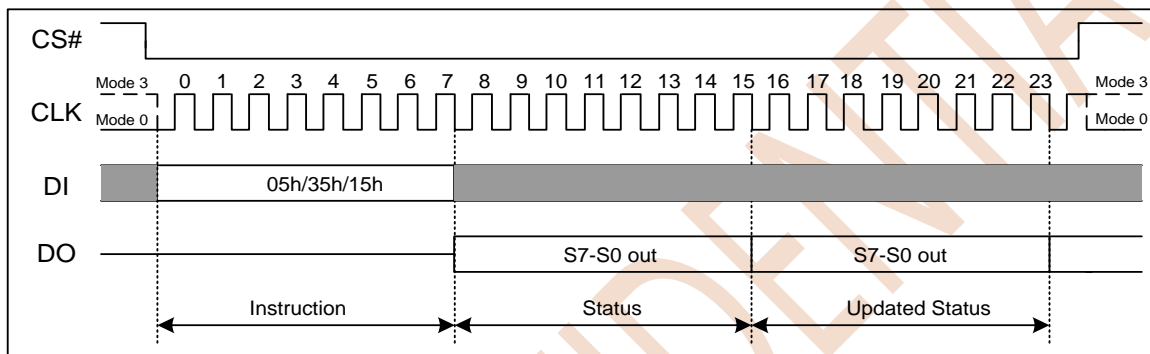 CS#
Mode 3 0 1 2 3 4 5 6 7 8 9 10 11 12 13 14 15 16 17 18 19 20 21 22 23 Mode 3
CLK
Mode 0 Mode 0
DI 05h/35h/15h
DO S7-S0 out S7-S0 out
Instruction Status Updated Status